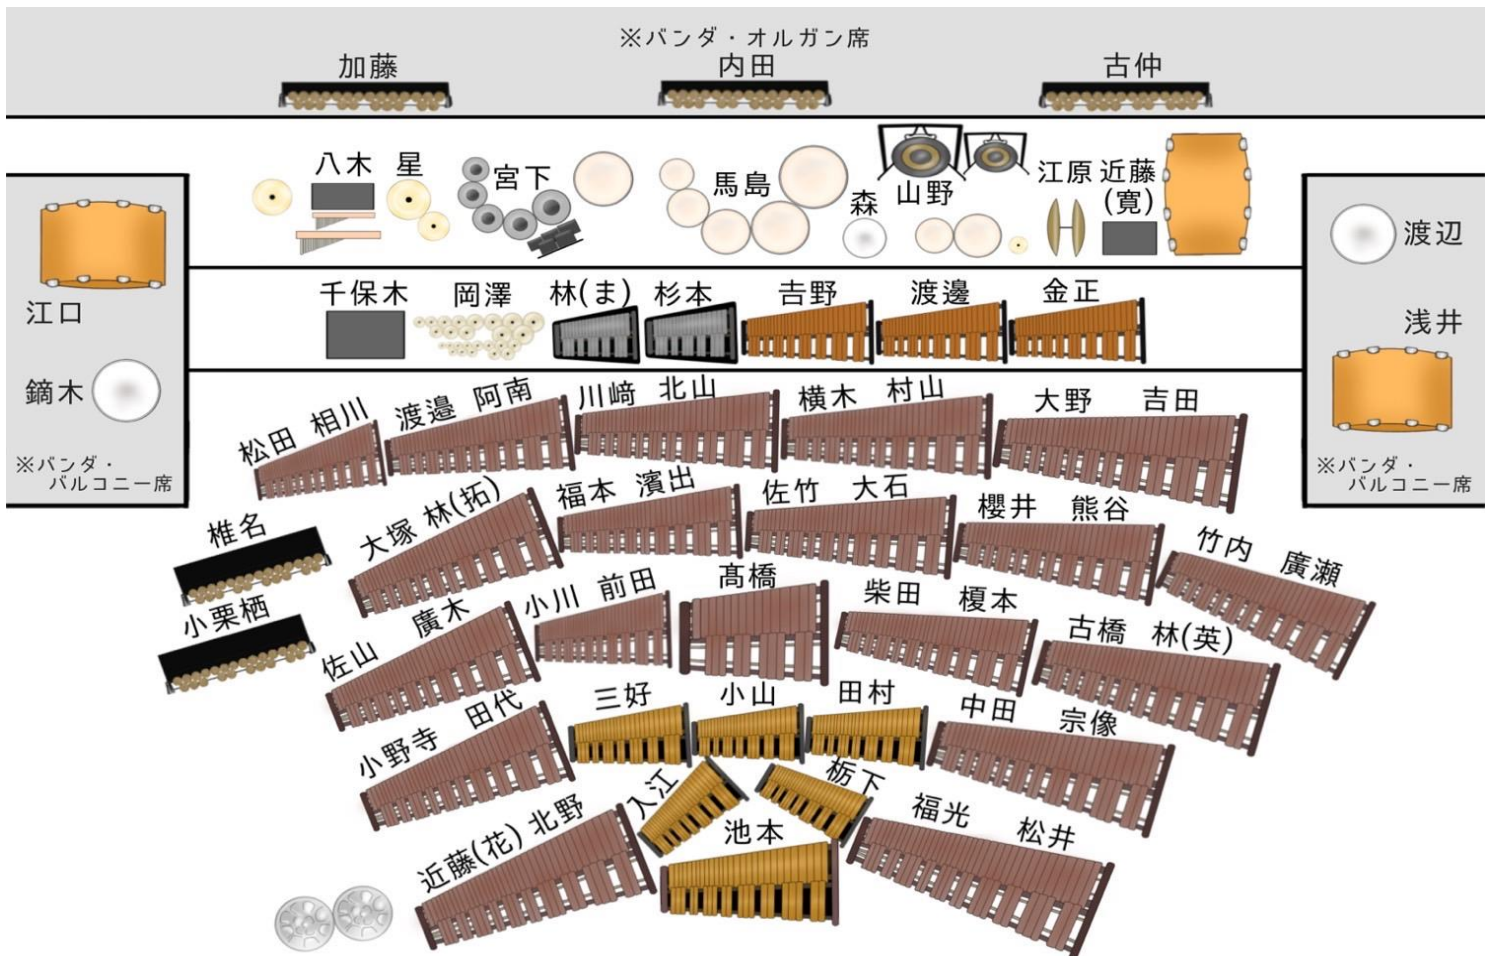 ※バンダ・オルガン席
加藤 内田 古仲
八木 星 宮下 馬島 森 山野 江原 近藤
(寛)
江口
鏑木
※バンダ・
バルコニー席
渡辺
浅井
※バンダ・
バルコニー席
千保木 岡澤 林(ま) 杉本 𠮷野 渡邊 金正
松田 相川 渡邉 阿南 川﨑 北山 横木 村山 大野 吉田
椎名 大塚 林(拓) 福本 濱出 佐竹 大石 櫻井 熊谷 竹内 廣瀬
小栗栖 佐山 廣木 小川 前田 髙橋 柴田 榎本 古橋 林(英)
小野寺 田代 三好 小山 田村 中田 宗像
近藤(花) 北野 入江 池本 栃下 福光 松井